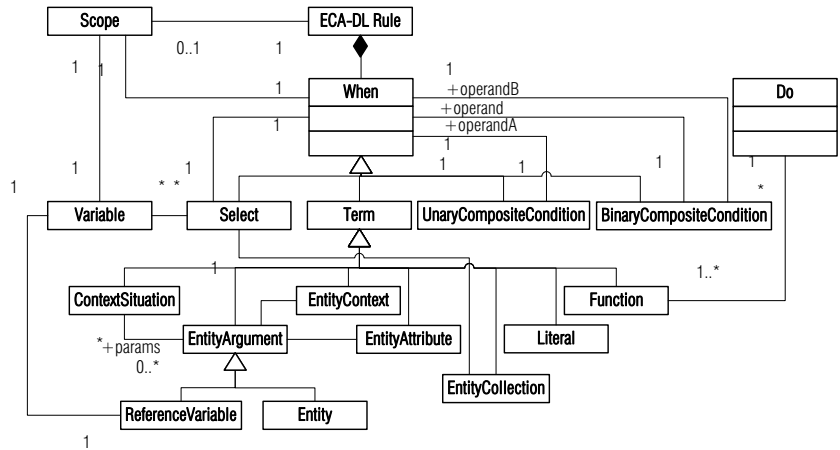 Scope
ECA-DL Rule
0..1
1
1
1
1
When
Do
+operandB
1
+operand
1
+operandA
1
1
1
1
1
1
1
* *
*
Variable
Select
Term
UnaryCompositeCondition
BinaryCompositeCondition
1
1..*
ContextSituation
EntityContext
Function
*+params
EntityArgument
EntityAttribute
Literal
0..*
EntityCollection
ReferenceVariable
Entity
1